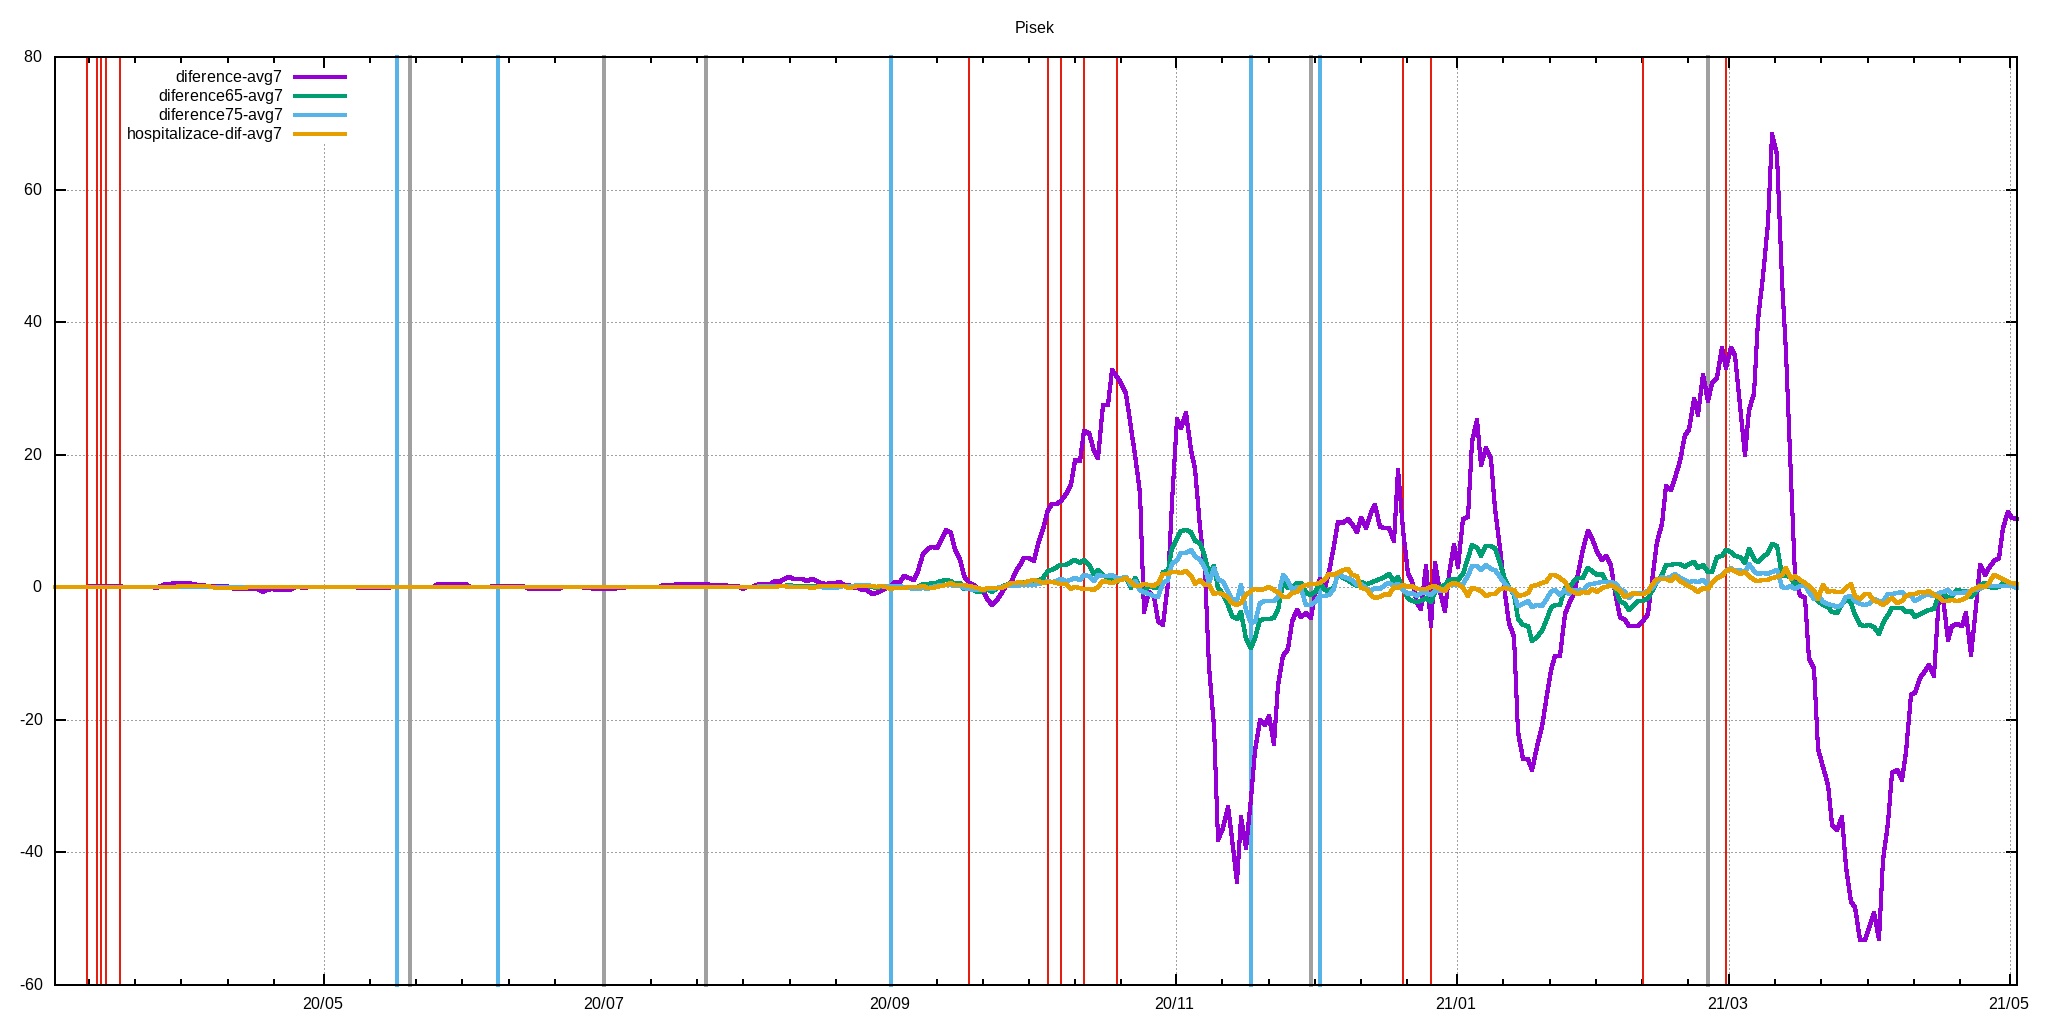 Pisek
80
60
40
20
0
-20
-40
-60
diference-avg7
diference65-avg7
diference75-avg7
hospitalizace-dif-avg7
20/05 20/07 20/09 20/11 21/01 21/03 21/05